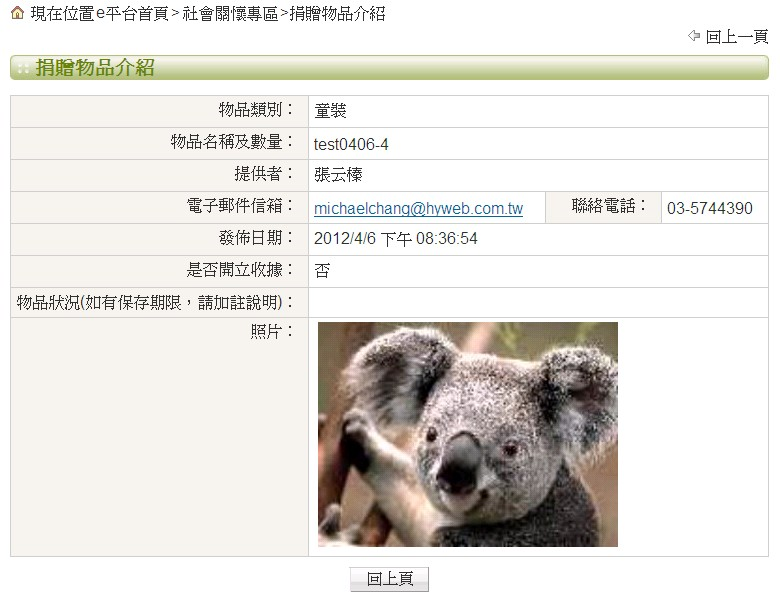 現在位置e平台首頁>社會關懷專區>捐贈物品介紹
回上一頁
捐贈物品介紹
物品類別： 童裝
物品名稱及數量： test0406-4
提供者： 張云榛
電子郵件信箱： michaelchang@hyweb.com.tw 聯絡電話： 03-5744390
發佈日期： 2012/4/6 下午 08:36:54
是否開立收據： 否
物品狀況(如有保存期限，請加註說明)：
照片：
回上頁